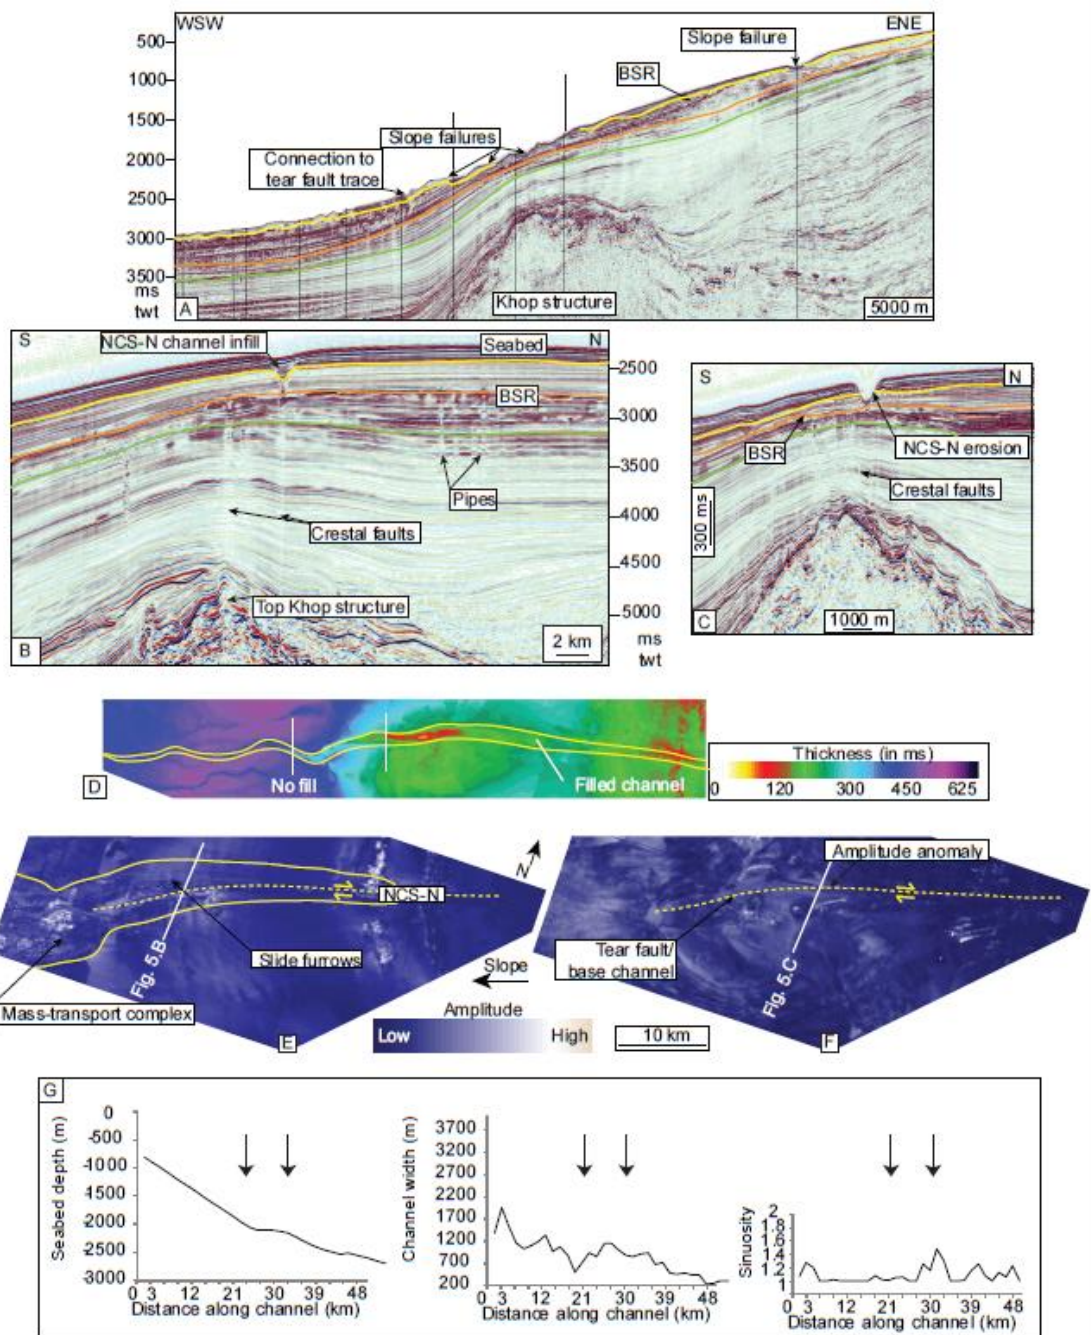 WSW
ENE
500
1000
1500
2000
2500
3000
3500
ms
twt
Slope failure
BSR
Slope failures
Connection to
tear fault trace
Khop structure
A
5000 m
S
N
NCS-N channel infill
Seabed
BSR
Pipes
Crestal faults
Top Khop structure
B
2 km
2500
3000
3500
4000
4500
5000
ms
twt
S
N
BSR
NCS-N erosion
Crestal faults
300 ms
C
1000 m
D
No fill
Filled channel
Thickness (in ms)
0 120 300 450 625
NCS-N
Slide furrows
Fig. 5.B
Mass-transport complex
E
N
Slope
Amplitude
Low High
10 km
Amplitude anomaly
Tear fault/
base channel
Fig. 5.C
F
G
Seabed depth (m)
0
-500
-1000
1500
2000
-2500
-3000
0 3 12 21 30 39 48
Distance along channel (km)
Channel width (m)
3700
3200
2700
2200
1700
1200
700
200
0 3 12 21 30 39 48
Distance along channel (km)
Sinuosity
2
1.8
1.6
1.4
1.2
1
0 3 12 21 30 39 48
Distance along channel (km)